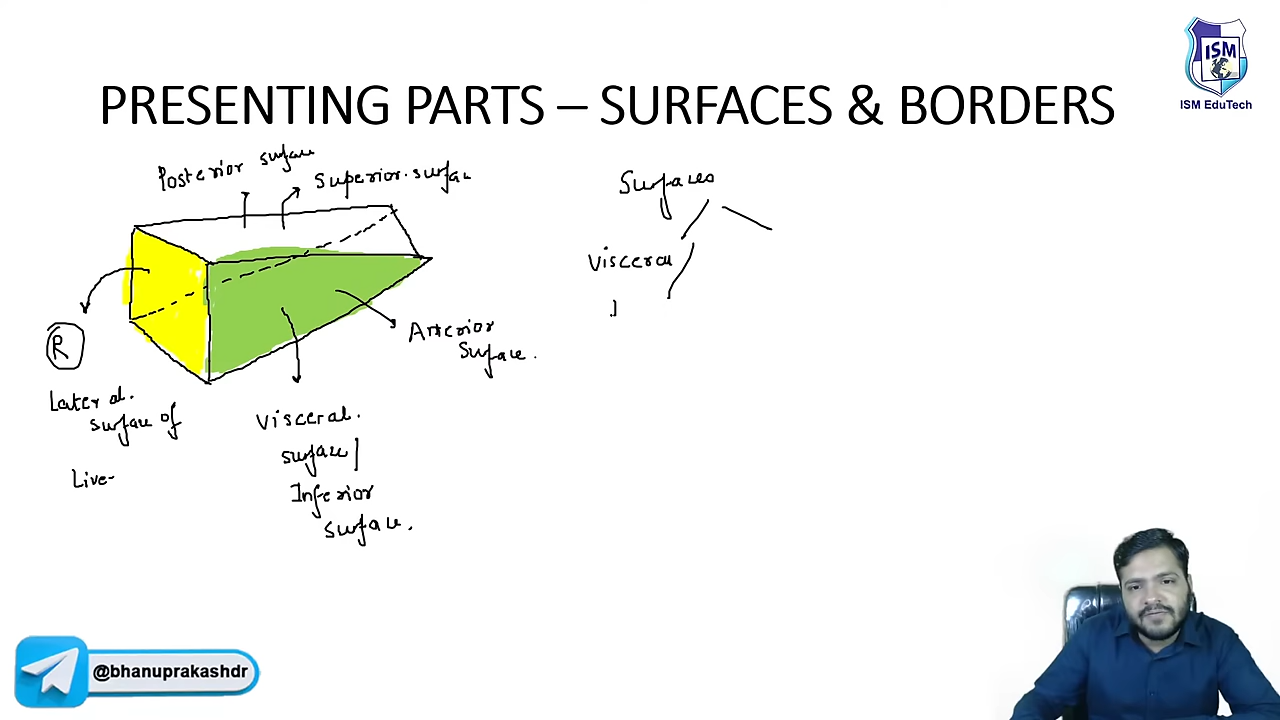 ISM
ISM EduTech
PRESENTING PARTS – SURFACES & BORDERS
Posterior surface
Superior surface
Surfaces
Visceral
R
Anterior
Surface.
Lateral.
surface of
Live
Visceral.
surface|
Inferior
surface.
@bhanuprakashdr